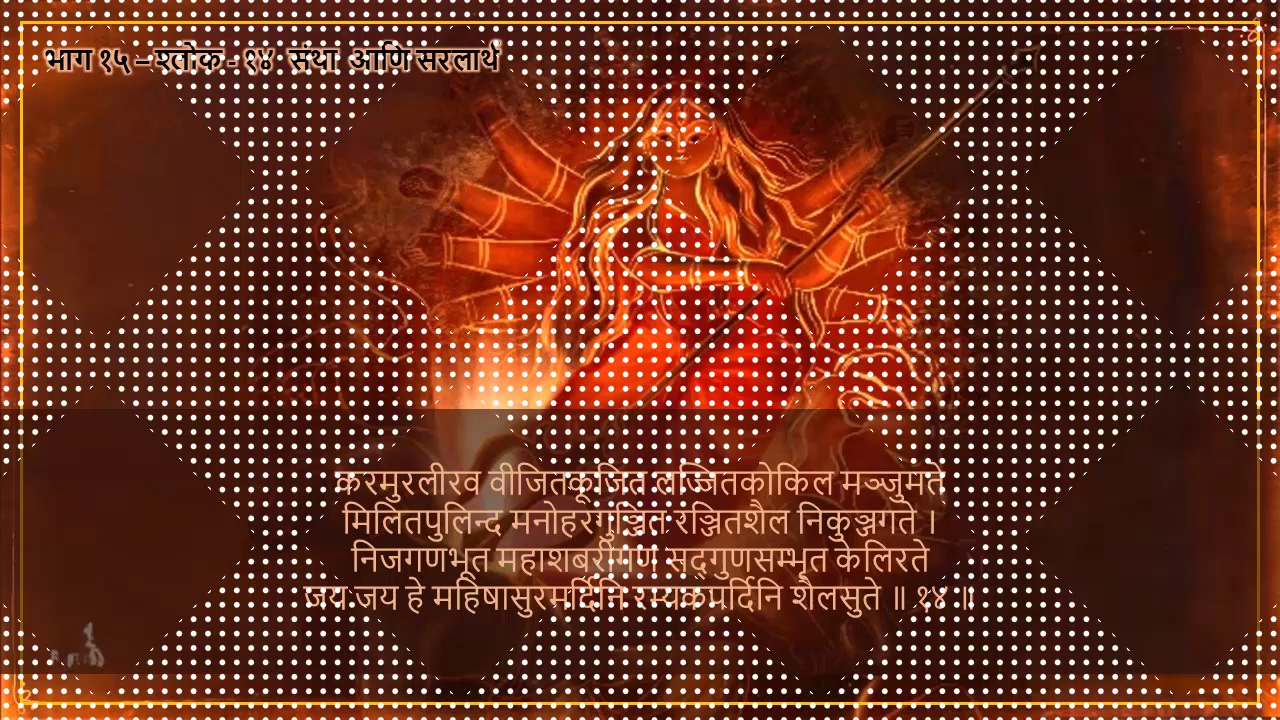 भाग १५ – श्लोक - १४ संथा आणि सरलार्थ
करमुरलीरव वीजितकूजित लज्जितकोकिल मञ्जुमते
मिलितपुलिन्द मनोहरगुञ्जित रञ्जितशैल निकुञ्जगते ।
निजगणभूत महाशबरीगण सद्गुणसम्भृत केलिरते
जय जय हे महिषासुरमर्दिनि रम्यकपर्दिनि शैलसुते ॥ १४ ॥